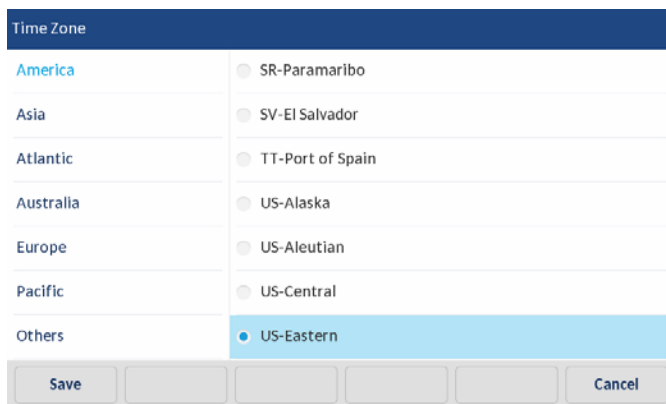 Time Zone
America
SR-Paramaribo
Asia
SV-El Salvador
Atlantic
TT-Port of Spain
Australia
US-Alaska
Europe
US-Aleutian
Pacific
US-Central
Others
US-Eastern
Save
Cancel